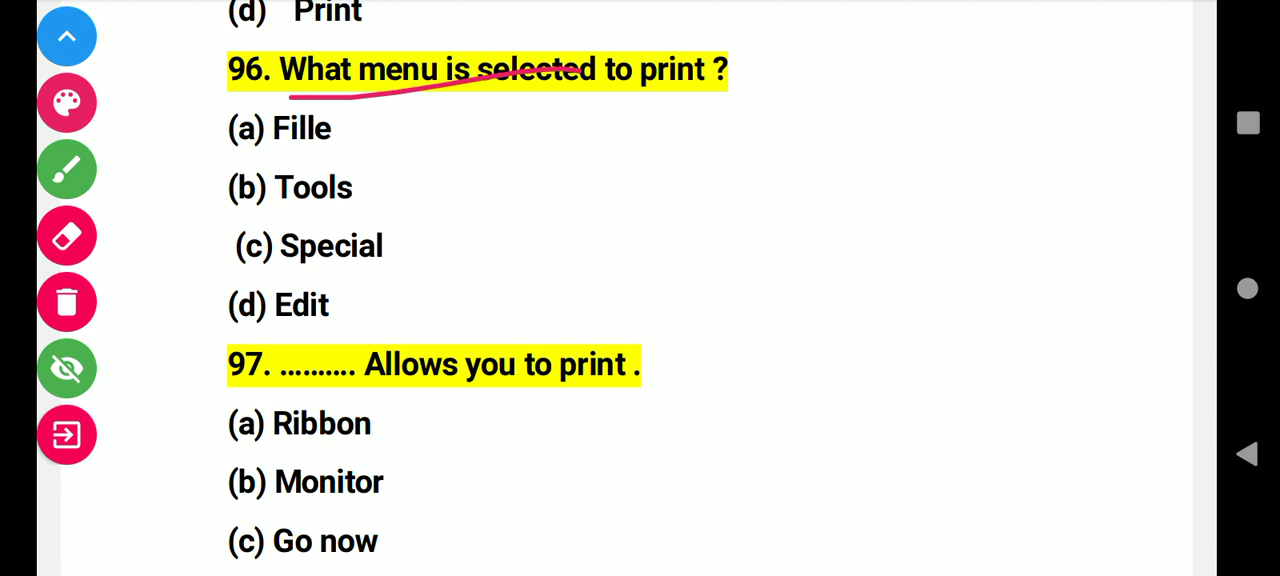 (d) Print
96. What menu is selected to print ?
(a) Fille
(b) Tools
(c) Special
(d) Edit
97. .......... Allows you to print .
(a) Ribbon
(b) Monitor
(c) Go now